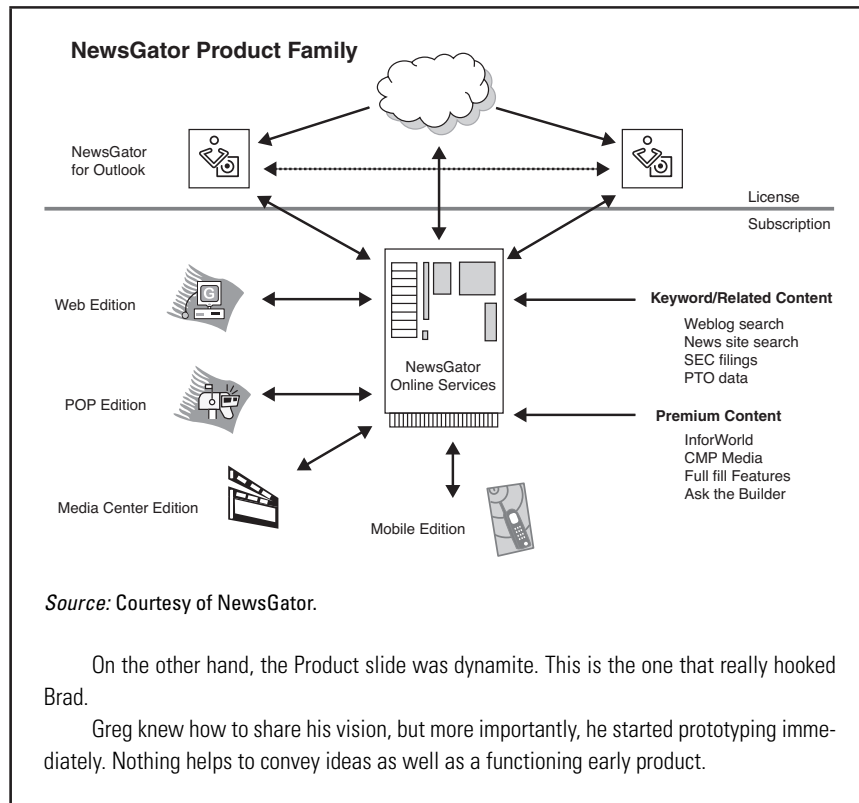 NewsGator Product Family
NewsGator
for Outlook
License
Subscription
Web Edition
G
Keyword/Related Content
Weblog search
News site search
SEC filings
PTO data
NewsGator
Online Services
POP Edition
Premium Content
InforWorld
CMP Media
Full fill Features
Ask the Builder
Media Center Edition
Mobile Edition
Source: Courtesy of NewsGator.
On the other hand, the Product slide was dynamite. This is the one that really hooked
Brad.
Greg knew how to share his vision, but more importantly, he started prototyping imme-
diately. Nothing helps to convey ideas as well as a functioning early product.